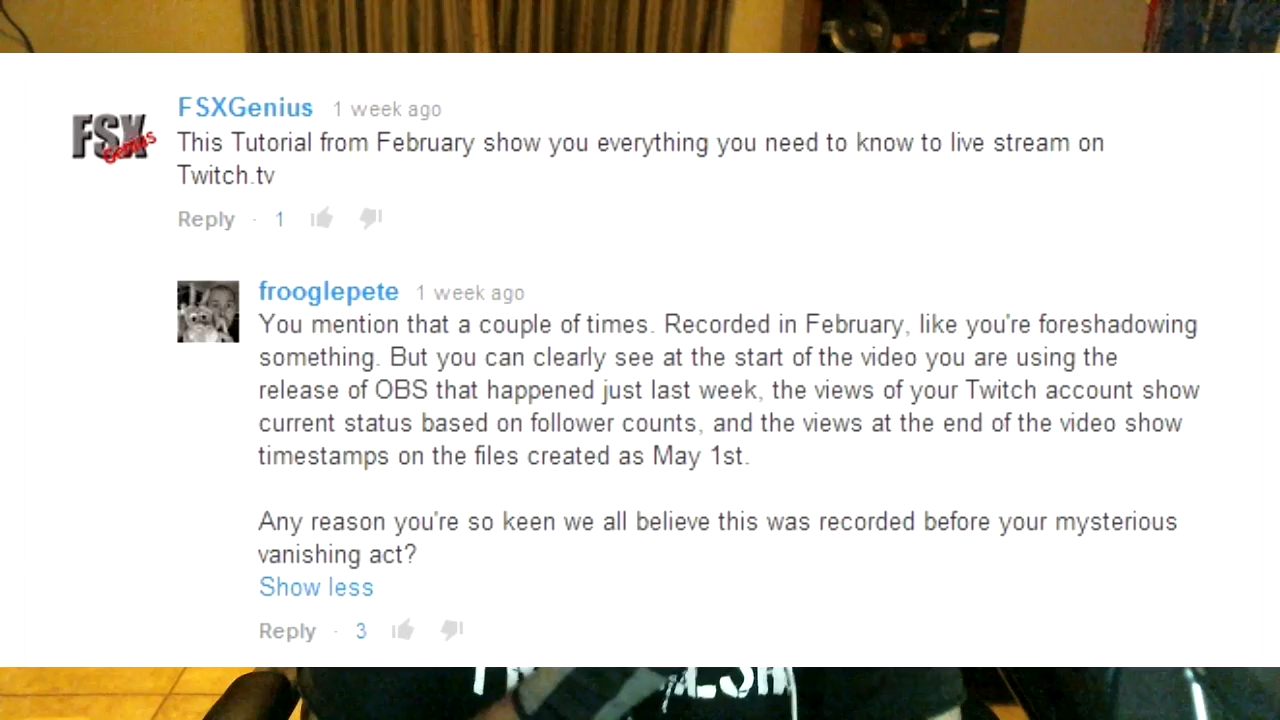 FSXGenius 1 week ago
FSX
Genius
This Tutorial from February show you everything you need to know to live stream on
Twitch.tv
Reply · 1
frooglepete 1 week ago
You mention that a couple of times. Recorded in February, like you're foreshadowing
something. But you can clearly see at the start of the video you are using the
release of OBS that happened just last week, the views of your Twitch account show
current status based on follower counts, and the views at the end of the video show
timestamps on the files created as May 1st.
Any reason you're so keen we all believe this was recorded before your mysterious
vanishing act?
Show less
Reply · 3